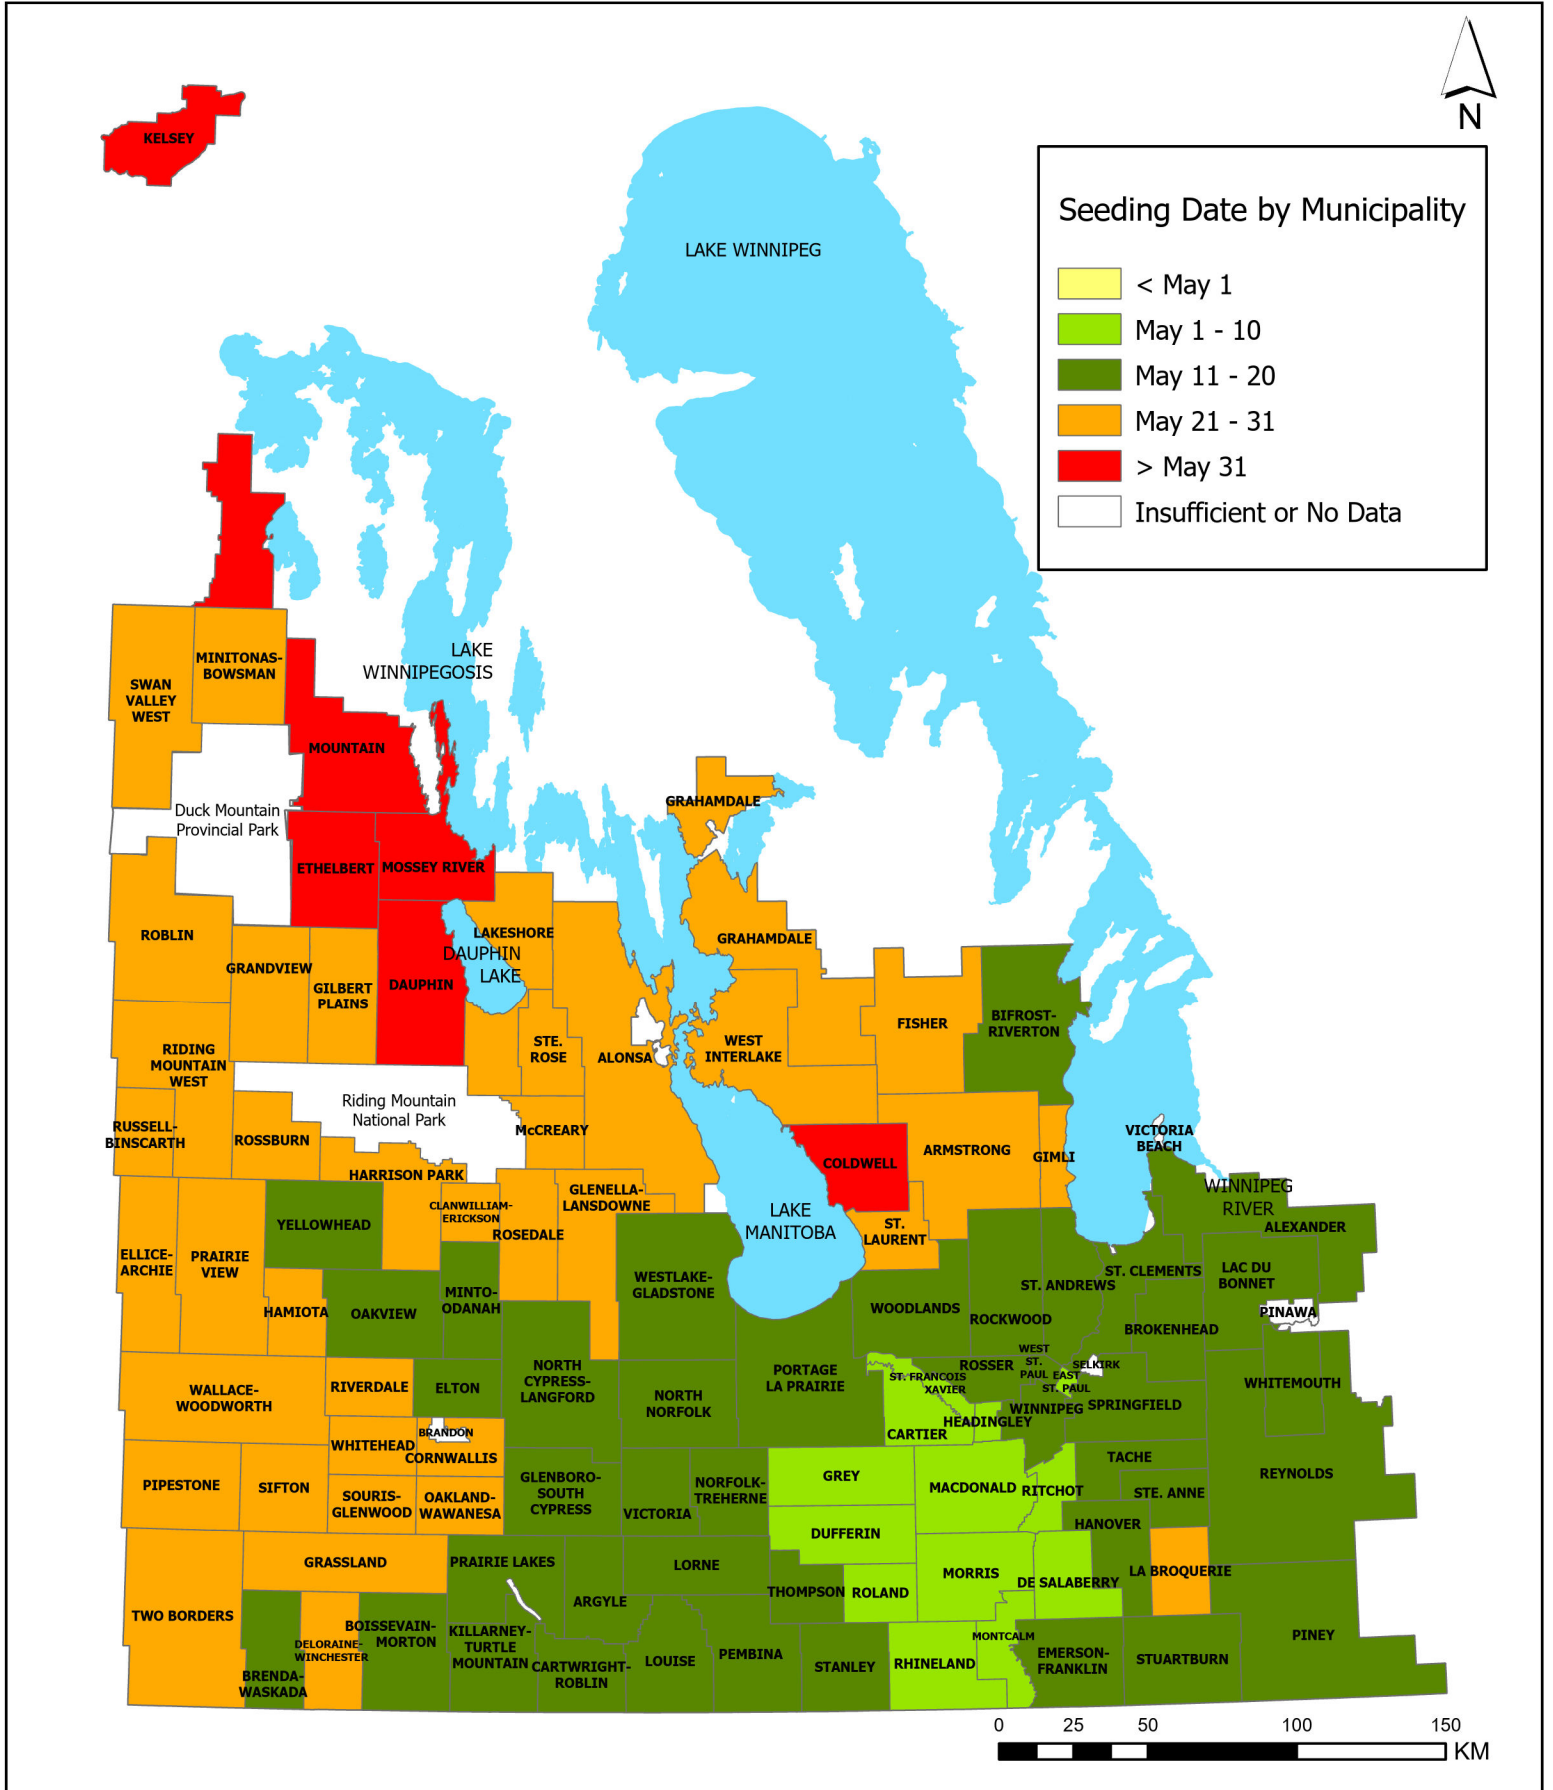 N
Seeding Date by Municipality
< May 1
May 1 - 10
May 11 - 20
May 21 - 31
> May 31
Insufficient or No Data
KELSEY
LAKE WINNIPEG
LAKE
WINNIPEGOSIS
MINITONAS-
BOWSMAN
SWAN
VALLEY
WEST
MOUNTAIN
Duck Mountain
Provincial Park
GRAHAMDALE
ETHELBERT
MOSSEY RIVER
ROBLIN
LAKESHORE
DAUPHIN
LAKE
GRAHAMDALE
GRANDVIEW
GILBERT
PLAINS
DAUPHIN
FISHER
BIFROST-
RIVERTON
RIDING
MOUNTAIN
WEST
STE.
ROSE
ALONSA
WEST
INTERLAKE
Riding Mountain
National Park
RUSSELL-
BINSCARTH
ROSSBURN
McCREARY
VICTORIA
BEACH
HARRISON PARK
COLDWELL
ARMSTRONG
GIMLI
GLENELLA-
LANSDOWNE
CLANWILLIAM-
ERICKSON
ROSEDALE
WINNIPEG
RIVER
ALEXANDER
YELLOWHEAD
LAKE
MANITOBA
ST.
LAURENT
ELLICE-
ARCHIE
PRAIRIE
VIEW
WESTLAKE-
GLADSTONE
ST. CLEMENTS
LAC DU
BONNET
ST. ANDREWS
HAMIOTA
OAKVIEW
MINTO-
ODANAH
WOODLANDS
ROCKWOOD
PINAWA
BROKENHEAD
NORTH
CYPRESS-
LANGFORD
PORTAGE
LA PRAIRIE
ROSSER
WEST
ST.
PAUL
EAST
ST. PAUL
SELKIRK
ST. FRANCOIS
XAVIER
WALLACE-
WOODWORTH
RIVERDALE
ELTON
NORTH
NORFOLK
WHITEMOUTH
WINNIPEG
SPRINGFIELD
HEADINGLEY
CARTIER
BRANDON
WHITEHEAD
CORNWALLIS
TACHE
PIPESTONE
SIFTON
SOURIS-
GLENWOOD
OAKLAND-
WAWANESA
GLENBORO-
SOUTH
CYPRESS
VICTORIA
NORFOLK-
TREHERNE
GREY
MACDONALD
RITCHOT
STE. ANNE
REYNOLDS
DUFFERIN
HANOVER
GRASSLAND
PRAIRIE LAKES
LORNE
THOMPSON
ROLAND
MORRIS
DE SALABERRY
LA BROQUERIE
TWO BORDERS
ARGYLE
BOISSEVAIN-
MORTON
DELORAINE-
WINCHESTER
BRENDA-
WASKADA
KILLARNEY-
TURTLE
MOUNTAIN
CARTWRIGHT-
ROBLIN
LOUISE
PEMBINA
STANLEY
RHINELAND
MONTCALM
EMERSON-
FRANKLIN
STUARTBURN
PINEY
0 25 50 100 150
KM